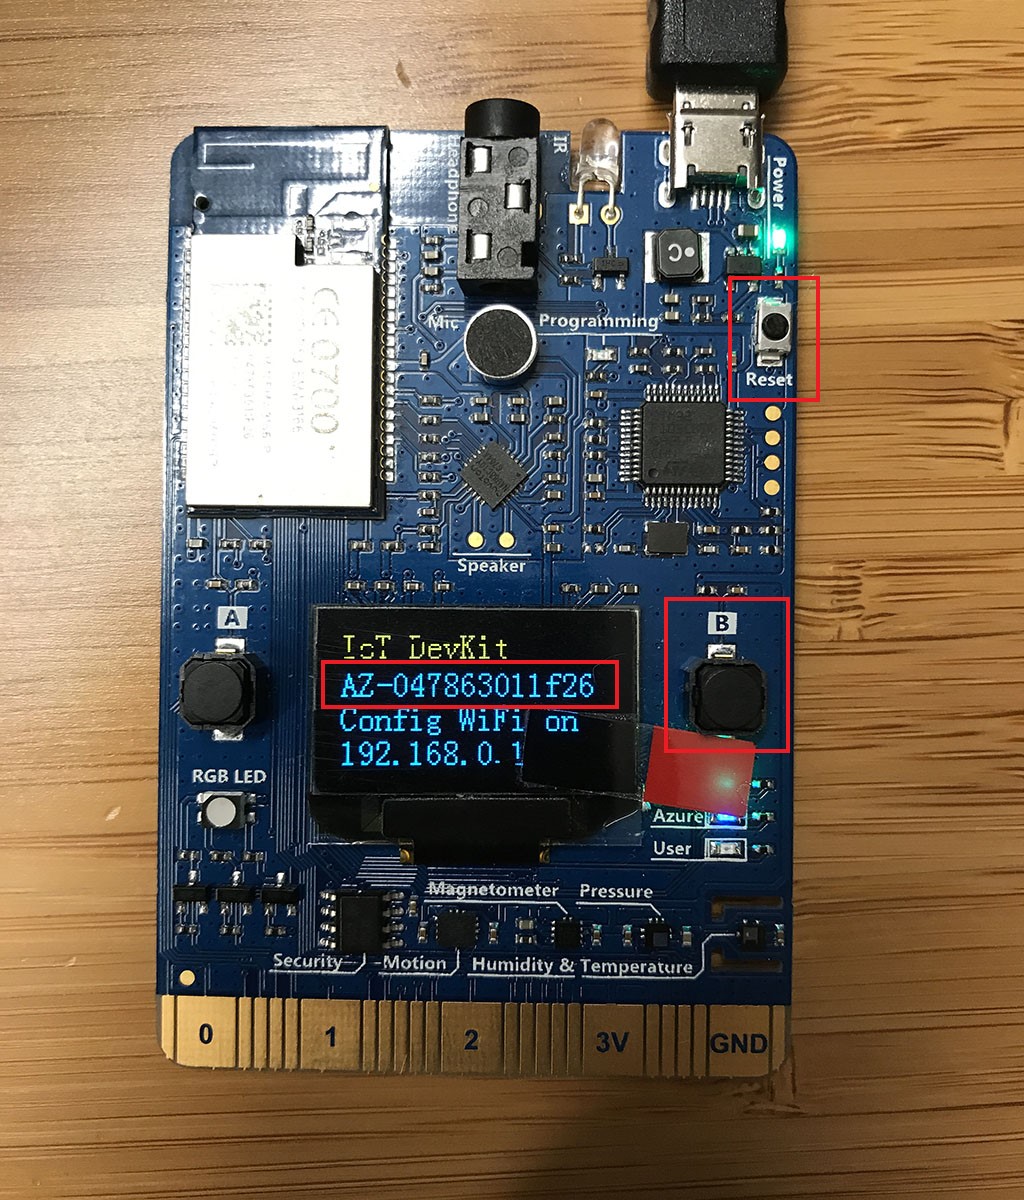 Headphone
IR
Power
Mic
Programming
Reset
Speaker
A
B
IoT DevKit
AZ-047863011f26
Config WiFi on
192.168.0.1
RGB LED
Azure
User
Magnetometer
Pressure
Security
Motion
Humidity & Temperature
0
1
2
3V
GND